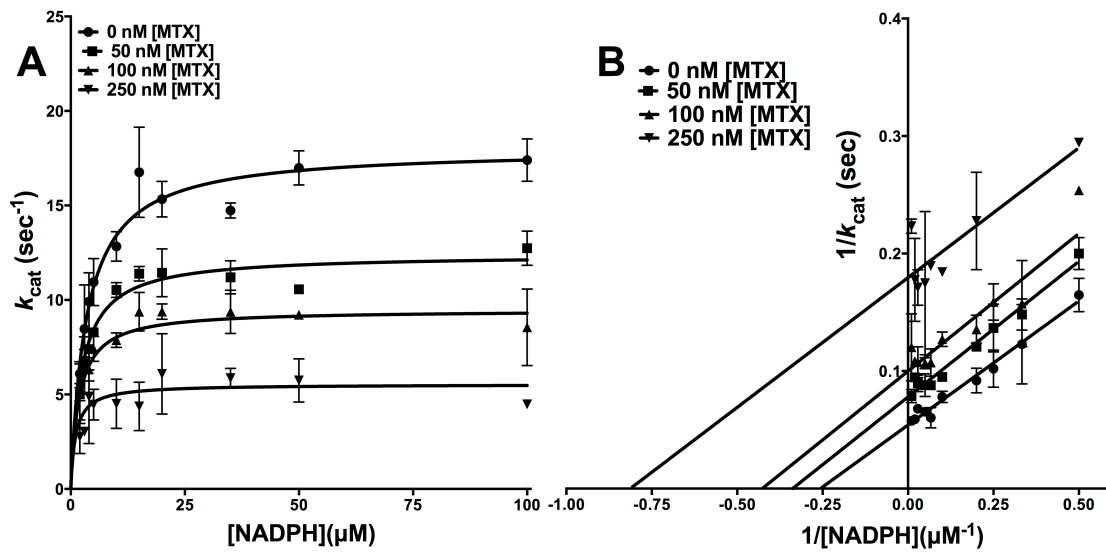 A
0 nM [MTX]
50 nM [MTX]
100 nM [MTX]
250 nM [MTX]
25
20
15
10
5
0
kcat (sec-1)
0
25
50
75
100
[NADPH](µM)
B
0 nM [MTX]
50 nM [MTX]
100 nM [MTX]
250 nM [MTX]
0.4
0.3
0.2
0.1
1/kcat (sec)
-1.00
-0.75
-0.50
-0.25
0.00
0.25
0.50
1/[NADPH](µM-1)